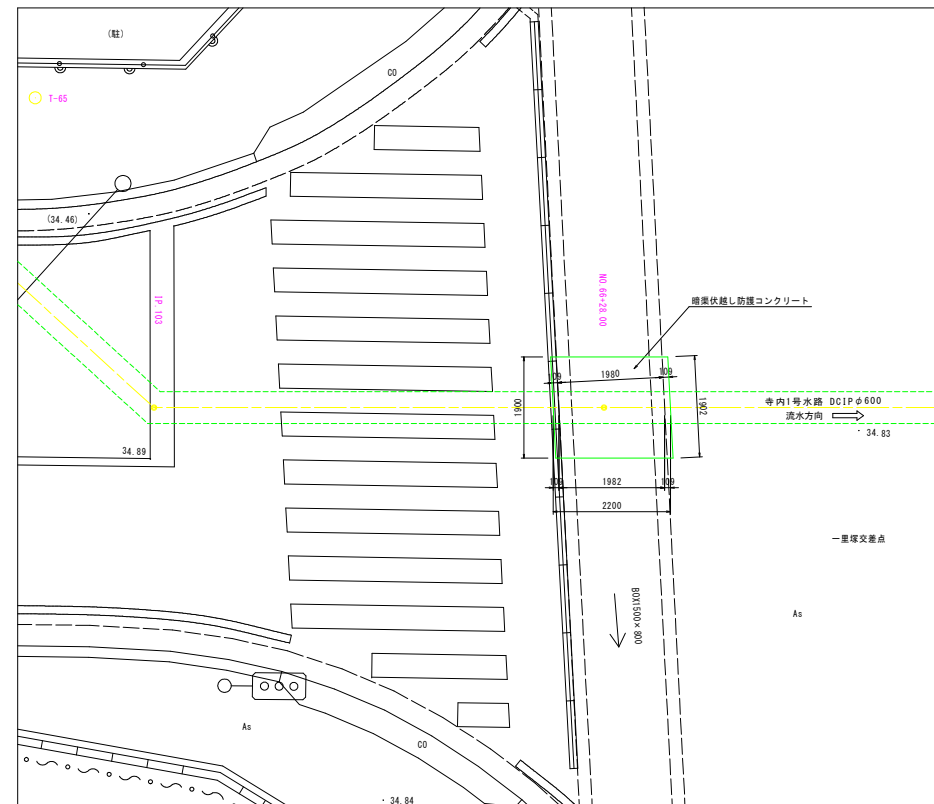 (駐)
CO
T-65
(34.46)
IP.103
NO.66+28.00
暗渠伏越し防護コンクリート
109
1980
109
1900
1902
寺内1号水路 DCIPφ600
流水方向
34.83
34.89
109
1982
109
2200
一里塚交差点
BOX1500×800
As
As
CO
34.84